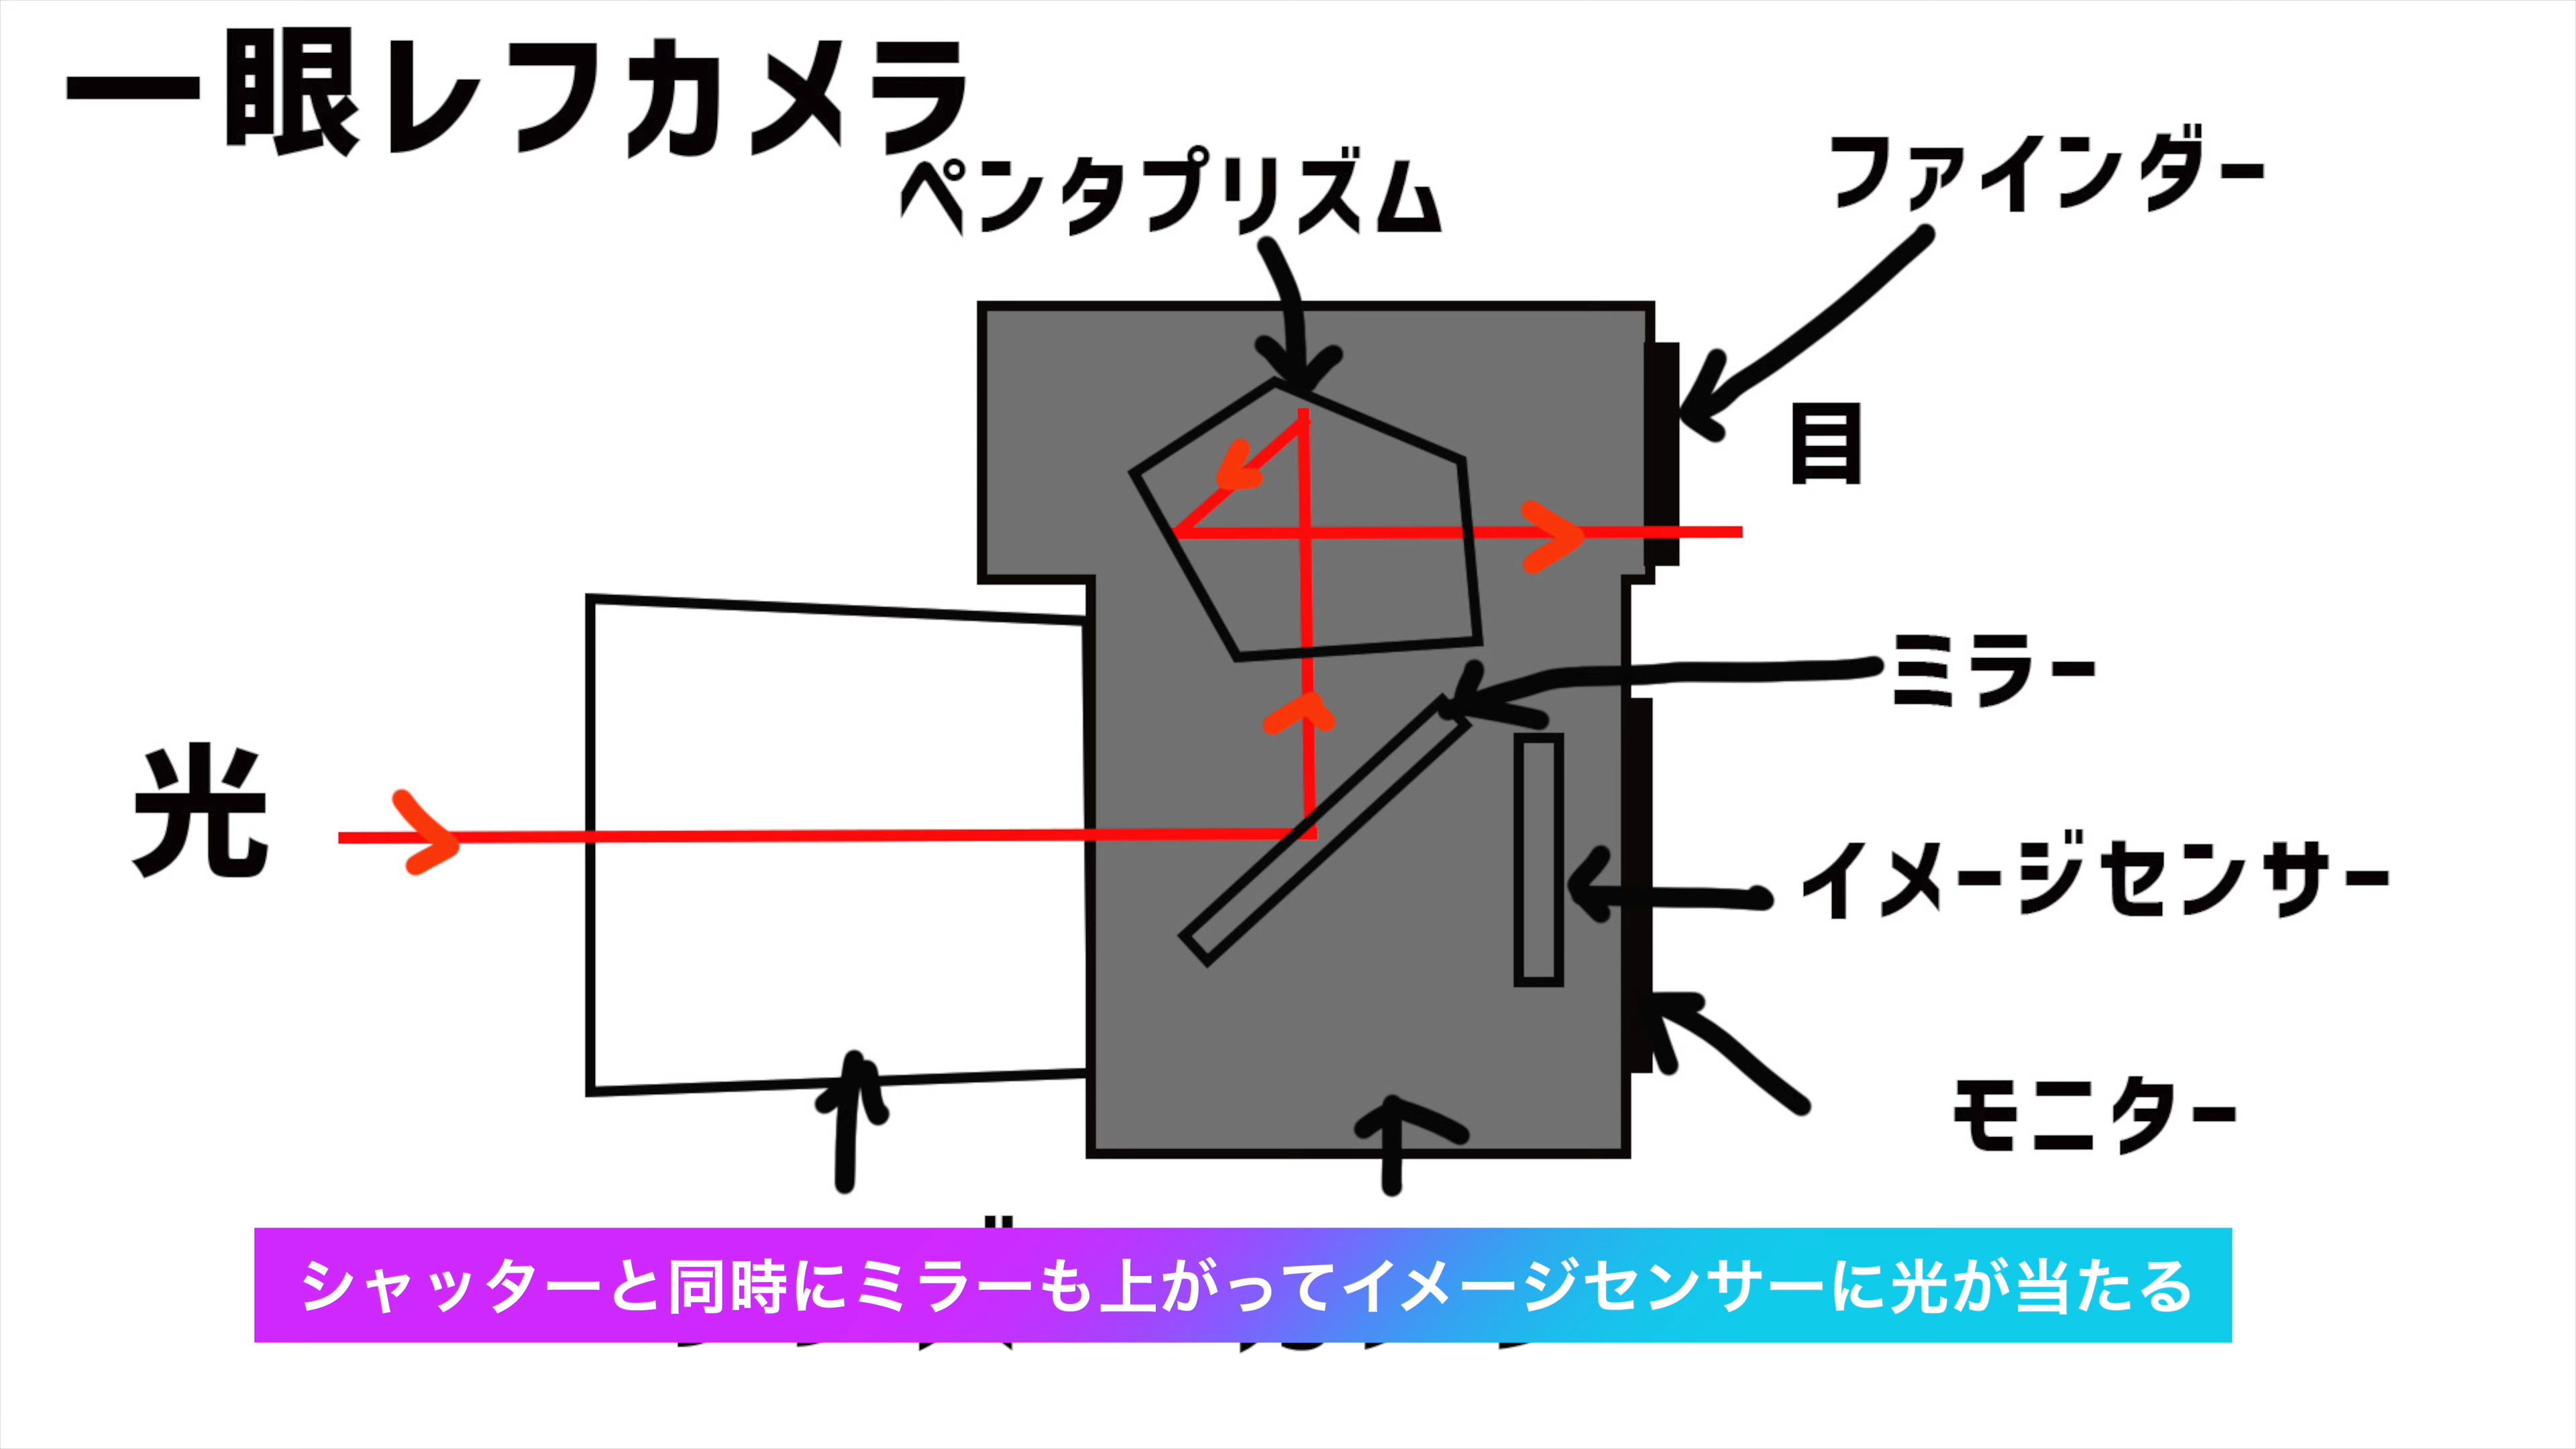 一眼レフカメラ
ペンタプリズム
ファインダー
目
ミラー
光
イメージセンサー
モニター
シャッターと同時にミラーも上がってイメージセンサーに光が当たる